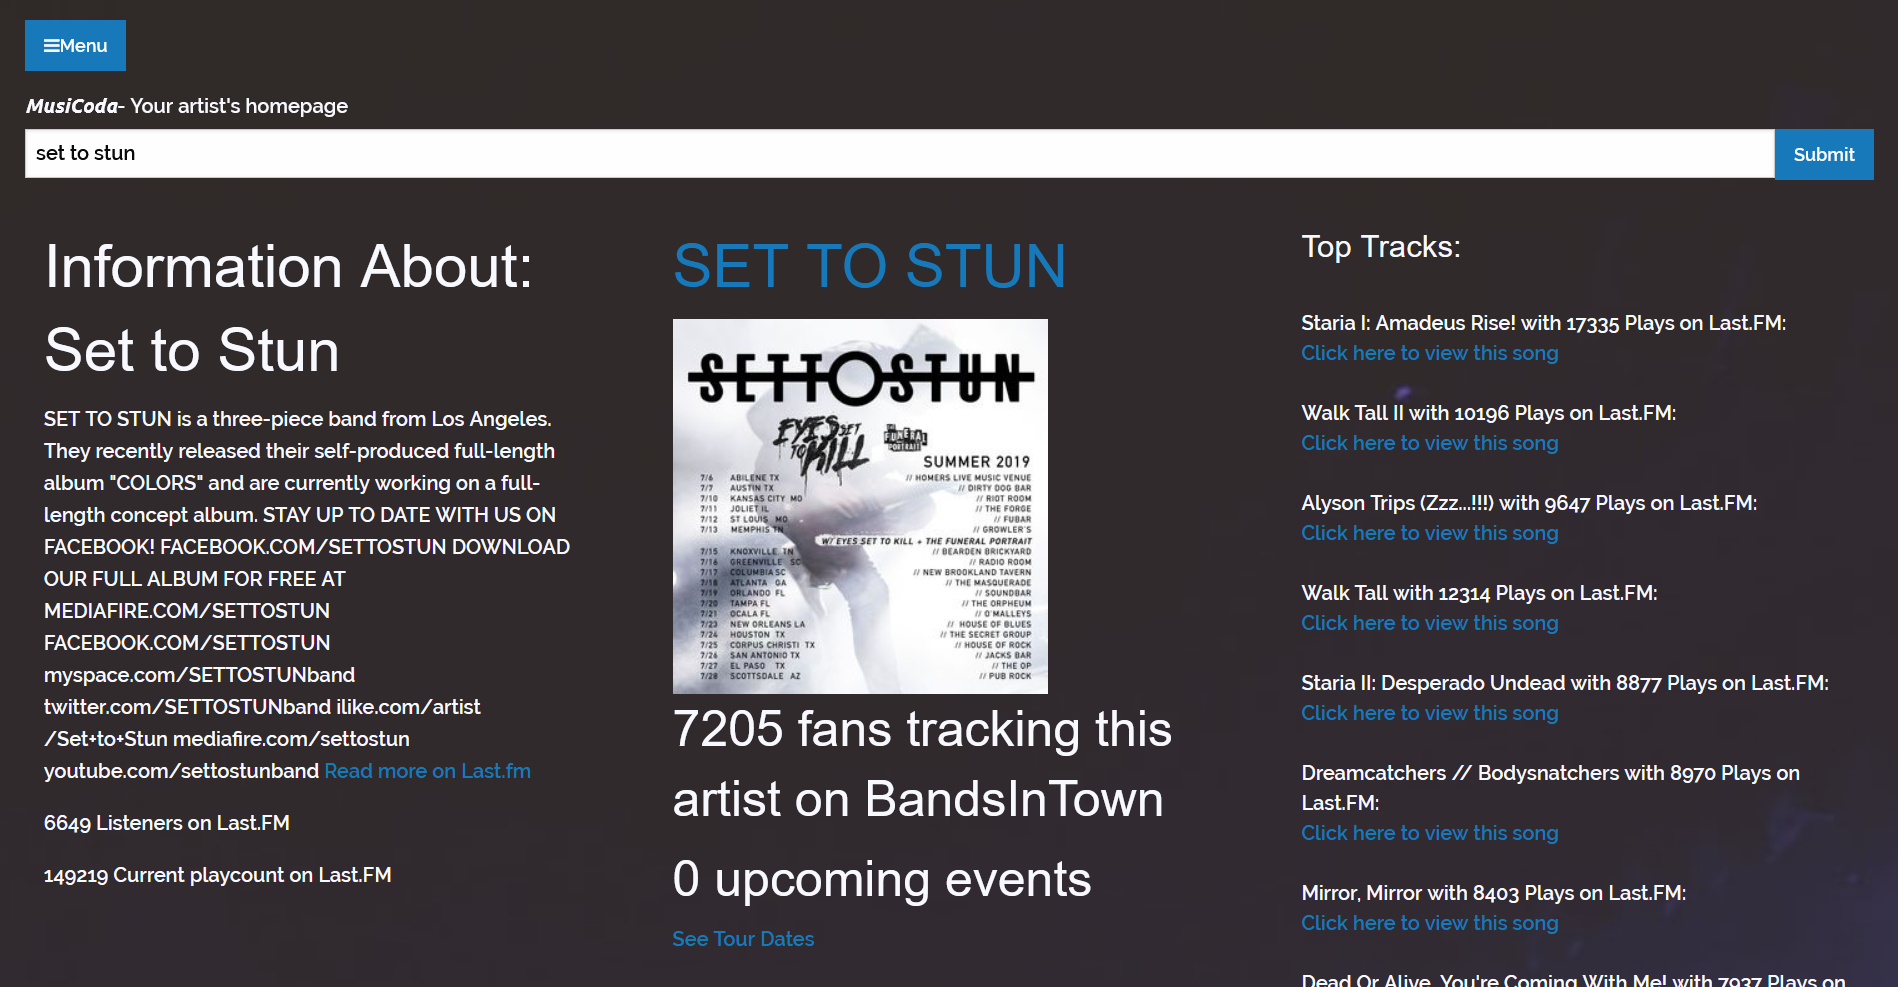 Menu
MusiCoda- Your artist's homepage
set to stun
Submit
Information About:
Set to Stun
SET TO STUN is a three-piece band from Los Angeles.
They recently released their self-produced full-length
album "COLORS" and are currently working on a full-
length concept album. STAY UP TO DATE WITH US ON
FACEBOOK! FACEBOOK.COM/SETTOSTUN DOWNLOAD
OUR FULL ALBUM FOR FREE AT
MEDIAFIRE.COM/SETTOSTUN
FACEBOOK.COM/SETTOSTUN
myspace.com/SETTOSTUNband
twitter.com/SETTOSTUNband ilike.com/artist
/Set+to+Stun mediafire.com/settostun
youtube.com/settostunband Read more on Last.fm
6649 Listeners on Last.FM
149219 Current playcount on Last.FM
SET TO STUN
SETTOSTUN
EYES SET TO KILL
THE FUNERAL PORTRAIT
SUMMER 2019
7/6 ABILENE TX // HOMERS LIVE MUSIC VENUE
7/7 AUSTIN TX // DIRTY DOG BAR
7/10 KANSAS CITY MO // RIOT ROOM
7/11 JOLIET IL // THE FORGE
7/12 ST LOUIS MO // FUBAR
7/13 MEMPHIS TN // GROWLER'S
W/ EYES SET TO KILL + THE FUNERAL PORTRAIT
7/15 KNOXVILLE TN // BEARDEN BRICKYARD
7/16 GREENVILLE SC // RADIO ROOM
7/17 COLUMBIA SC // NEW BROOKLAND TAVERN
7/18 ATLANTA GA // THE MASQUERADE
7/19 ORLANDO FL // SOUNDBAR
7/20 TAMPA FL // THE ORPHEUM
7/21 OCALA FL // O'MALLEYS
7/23 NEW ORLEANS LA // HOUSE OF BLUES
7/24 HOUSTON TX // THE SECRET GROUP
7/25 CORPUS CHRISTI TX // HOUSE OF ROCK
7/26 SAN ANTONIO TX // JACKS BAR
7/27 EL PASO TX // THE OP
7/28 SCOTTSDALE AZ // PUB ROCK
7205 fans tracking this
artist on BandsInTown
0 upcoming events
See Tour Dates
Top Tracks:
Staria I: Amadeus Rise! with 17335 Plays on Last.FM:
Click here to view this song
Walk Tall II with 10196 Plays on Last.FM:
Click here to view this song
Alyson Trips (Zzz...!!!) with 9647 Plays on Last.FM:
Click here to view this song
Walk Tall with 12314 Plays on Last.FM:
Click here to view this song
Staria II: Desperado Undead with 8877 Plays on Last.FM:
Click here to view this song
Dreamcatchers // Bodysnatchers with 8970 Plays on
Last.FM:
Click here to view this song
Mirror, Mirror with 8403 Plays on Last.FM:
Click here to view this song
Dead Or Alive, You're Coming With Me! with 7937 Plays on